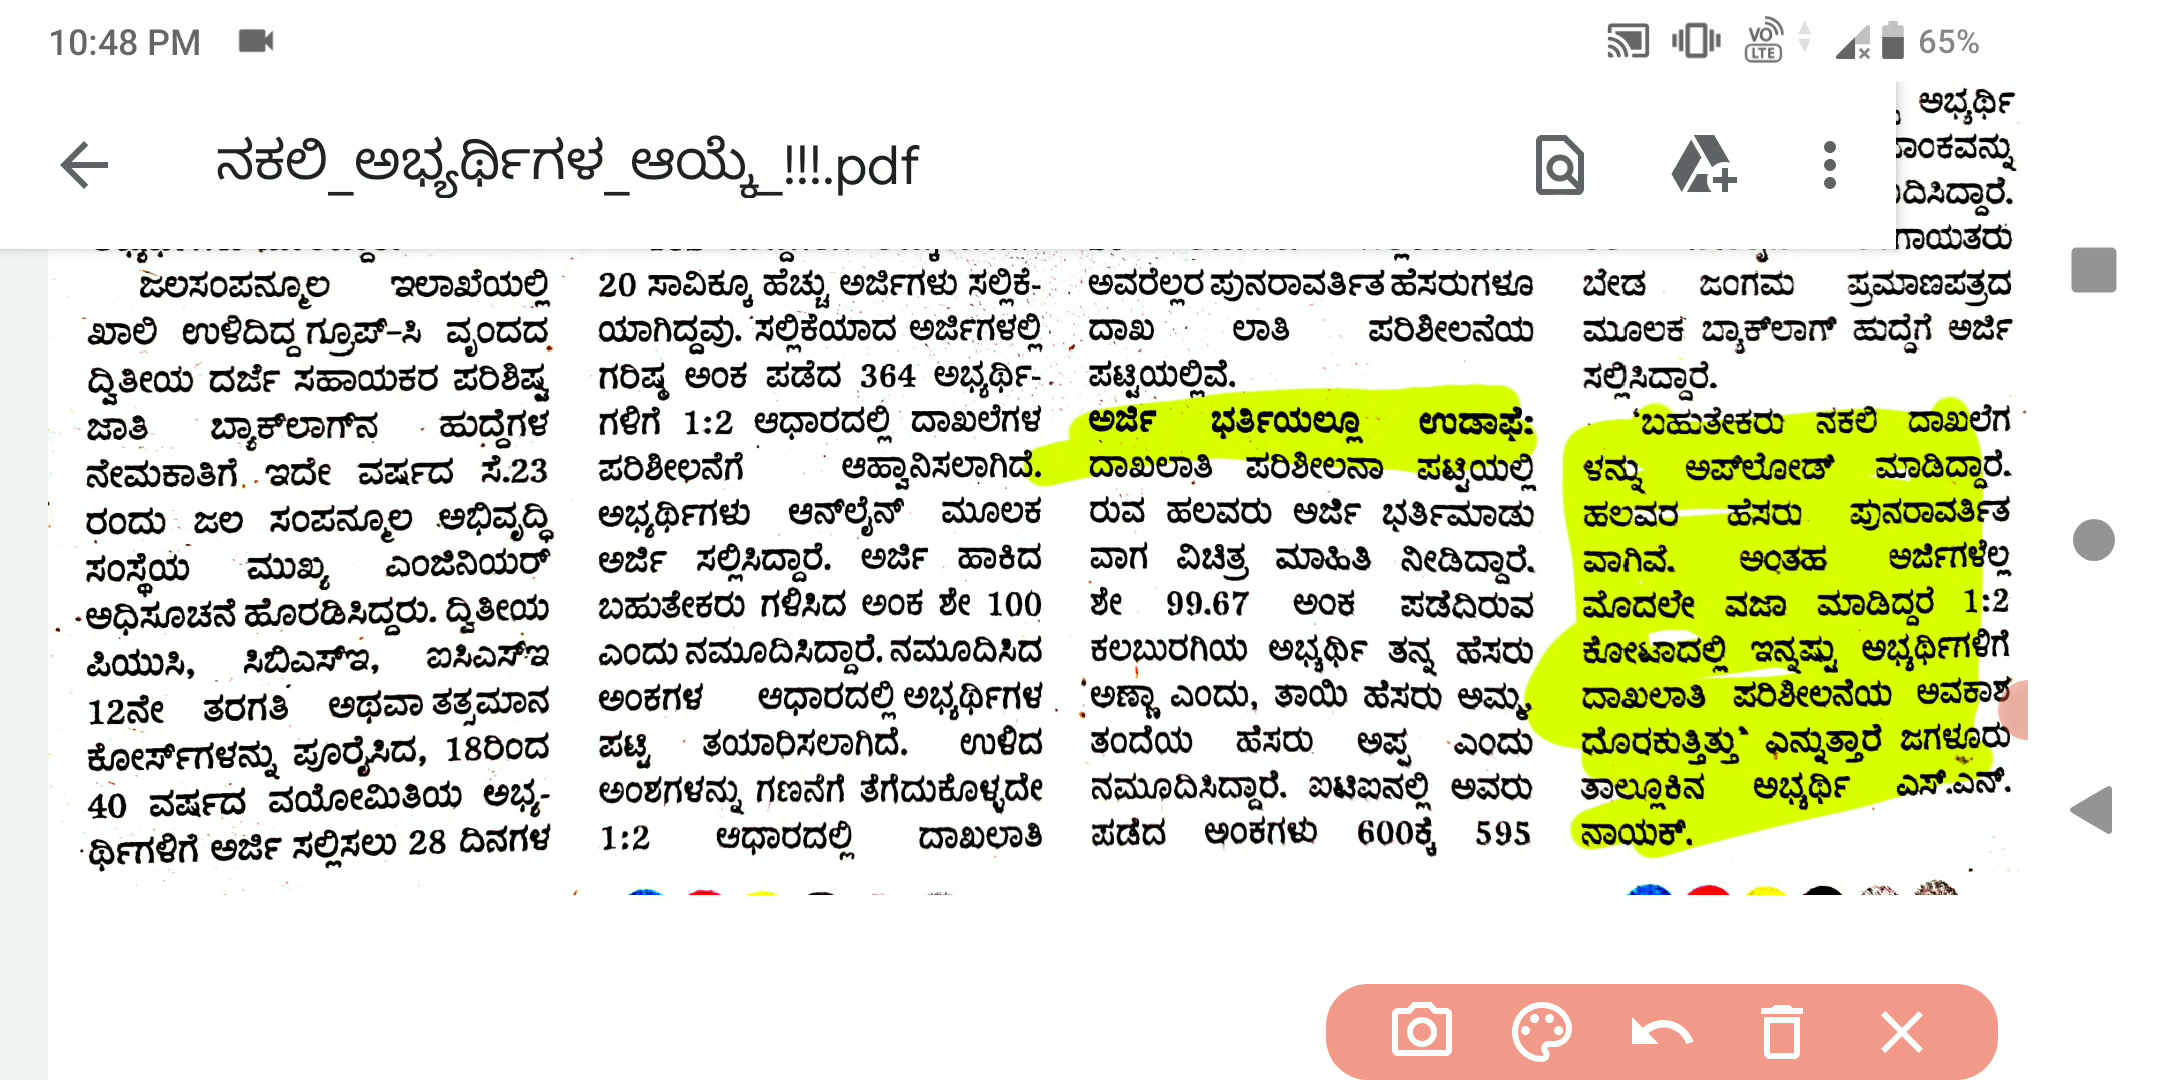 10:48 PM
VO LTE
65%
ನಕಲಿ_ಅಭ್ಯರ್ಥಿಗಳ_ಆಯ್ಕೆ_!!!.pdf
ಜಲಸಂಪನ್ಮೂಲ ಇಲಾಖೆಯಲ್ಲಿ
ಖಾಲಿ ಉಳಿದಿದ್ದ ಗ್ರೂಪ್-ಸಿ ವೃಂದದ
ದ್ವಿತೀಯ ದರ್ಜೆ ಸಹಾಯಕರ ಪರಿಶಿಷ್ಟ
ಜಾತಿ ಬ್ಯಾಕ್‌ಲಾಗ್‌ನ ಹುದ್ದೆಗಳ
ನೇಮಕಾತಿಗೆ ಇದೇ ವರ್ಷದ ಸೆ.23
ರಂದು ಜಲ ಸಂಪನ್ಮೂಲ ಅಭಿವೃದ್ಧಿ
ಸಂಸ್ಥೆಯ ಮುಖ್ಯ ಎಂಜಿನಿಯರ್
ಅಧಿಸೂಚನೆ ಹೊರಡಿಸಿದ್ದರು. ದ್ವಿತೀಯ
ಪಿಯುಸಿ, ಸಿಬಿಎಸ್‌ಇ, ಐಸಿಎಸ್‌ಇ
12ನೇ ತರಗತಿ ಅಥವಾ ತತ್ಸಮಾನ
ಕೋರ್ಸ್‌ಗಳನ್ನು ಪೂರೈಸಿದ, 18ರಿಂದ
40 ವರ್ಷದ ವಯೋಮಿತಿಯ ಅಭ್ಯ-
ರ್ಥಿಗಳಿಗೆ ಅರ್ಜಿ ಸಲ್ಲಿಸಲು 28 ದಿನಗಳ
20 ಸಾವಿಕ್ಕೂ ಹೆಚ್ಚು ಅರ್ಜಿಗಳು ಸಲ್ಲಿಕೆ-
ಯಾಗಿದ್ದವು. ಸಲ್ಲಿಕೆಯಾದ ಅರ್ಜಿಗಳಲ್ಲಿ
ಗರಿಷ್ಠ ಅಂಕ ಪಡೆದ 364 ಅಭ್ಯರ್ಥಿ-
ಗಳಿಗೆ 1:2 ಆಧಾರದಲ್ಲಿ ದಾಖಲೆಗಳ
ಪರಿಶೀಲನೆಗೆ ಆಹ್ವಾನಿಸಲಾಗಿದೆ.
ಅಭ್ಯರ್ಥಿಗಳು ಆನ್‌ಲೈನ್ ಮೂಲಕ
ಅರ್ಜಿ ಸಲ್ಲಿಸಿದ್ದಾರೆ. ಅರ್ಜಿ ಹಾಕಿದ
ಬಹುತೇಕರು ಗಳಿಸಿದ ಅಂಕ ಶೇ 100
ಎಂದು ನಮೂದಿಸಿದ್ದಾರೆ. ನಮೂದಿಸಿದ
ಅಂಕಗಳ ಆಧಾರದಲ್ಲಿ ಅಭ್ಯರ್ಥಿಗಳ
ಪಟ್ಟಿ ತಯಾರಿಸಲಾಗಿದೆ. ಉಳಿದ
ಅಂಶಗಳನ್ನು ಗಣನೆಗೆ ತೆಗೆದುಕೊಳ್ಳದೇ
1:2 ಆಧಾರದಲ್ಲಿ ದಾಖಲಾತಿ
ಅವರೆಲ್ಲರ ಪುನರಾವರ್ತಿತ ಹೆಸರುಗಳೂ
ದಾಖ ಲಾತಿ ಪರಿಶೀಲನೆಯ
ಪಟ್ಟಿಯಲ್ಲಿವೆ.
ಅರ್ಜಿ ಭರ್ತಿಯಲ್ಲೂ ಉಡಾಫೆ:
ದಾಖಲಾತಿ ಪರಿಶೀಲನಾ ಪಟ್ಟಿಯಲ್ಲಿ
ರುವ ಹಲವರು ಅರ್ಜಿ ಭರ್ತಿಮಾಡು
ವಾಗ ವಿಚಿತ್ರ ಮಾಹಿತಿ ನೀಡಿದ್ದಾರೆ.
ಶೇ 99.67 ಅಂಕ ಪಡೆದಿರುವ
ಕಲಬುರಗಿಯ ಅಭ್ಯರ್ಥಿ ತನ್ನ ಹೆಸರು
ಅಣ್ಣಾ ಎಂದು, ತಾಯಿ ಹೆಸರು ಅಮ್ಮ,
ತಂದೆಯ ಹೆಸರು ಅಪ್ಪ ಎಂದು
ನಮೂದಿಸಿದ್ದಾರೆ. ಐಟಿಐನಲ್ಲಿ ಅವರು
ಪಡೆದ ಅಂಕಗಳು 600ಕ್ಕೆ 595
ಅಭ್ಯರ್ಥಿ
ಬೇಡ ಜಂಗಮ ಪ್ರಮಾಣಪತ್ರದ
ಮೂಲಕ ಬ್ಯಾಕ್‌ಲಾಗ್ ಹುದ್ದೆಗೆ ಅರ್ಜಿ
ಸಲ್ಲಿಸಿದ್ದಾರೆ.
‘ಬಹುತೇಕರು ನಕಲಿ ದಾಖಲೆಗ
ಳನ್ನು ಅಪ್‌ಲೋಡ್ ಮಾಡಿದ್ದಾರೆ.
ಹಲವರ ಹೆಸರು ಪುನರಾವರ್ತಿತ
ವಾಗಿವೆ. ಅಂತಹ ಅರ್ಜಿಗಳೆಲ್ಲ
ಮೊದಲೇ ವಜಾ ಮಾಡಿದ್ದರೆ 1:2
ಕೋಟಾದಲ್ಲಿ ಇನ್ನಷ್ಟು ಅಭ್ಯರ್ಥಿಗಳಿಗೆ
ದಾಖಲಾತಿ ಪರಿಶೀಲನೆಯ ಅವಕಾಶ
ದೊರಕುತ್ತಿತ್ತು’ ಎನ್ನುತ್ತಾರೆ ಜಗಳೂರು
ತಾಲ್ಲೂಕಿನ ಅಭ್ಯರ್ಥಿ ಎಸ್.ಎನ್.
ನಾಯಕ್.